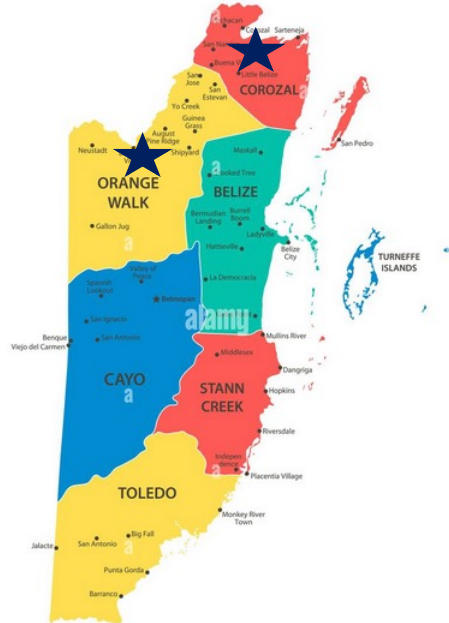 Corozal
Sarteneja
San
Buena
Little Belize
COROZAL
San
Jose
San
Estevan
Yo Creek
Guinea
Grass
August
Pine Ridge
Shipyard
Neustadt
ORANGE
WALK
Gallon Jug
San Pedro
Maskall
Crooked Tree
BELIZE
Bermudian
Landing
Burrell
Boom
Ladyville
Hattieville
Belize
City
La Democracia
TURNEFFE
ISLANDS
Valley of
Peace
Spanish
Lookout
Belmopan
San Ignacio
San Antonio
Benque
Viejo del Carmen
CAYO
alamy
Mullins River
Middlesex
Dangriga
STANN
CREEK
Hopkins
Riversdale
Indepen
dence
Placentia Village
TOLEDO
Monkey River
Town
Big Fall
San Antonio
Jalacte
Punta Gorda
Barranco
a
a
a
a
a
a